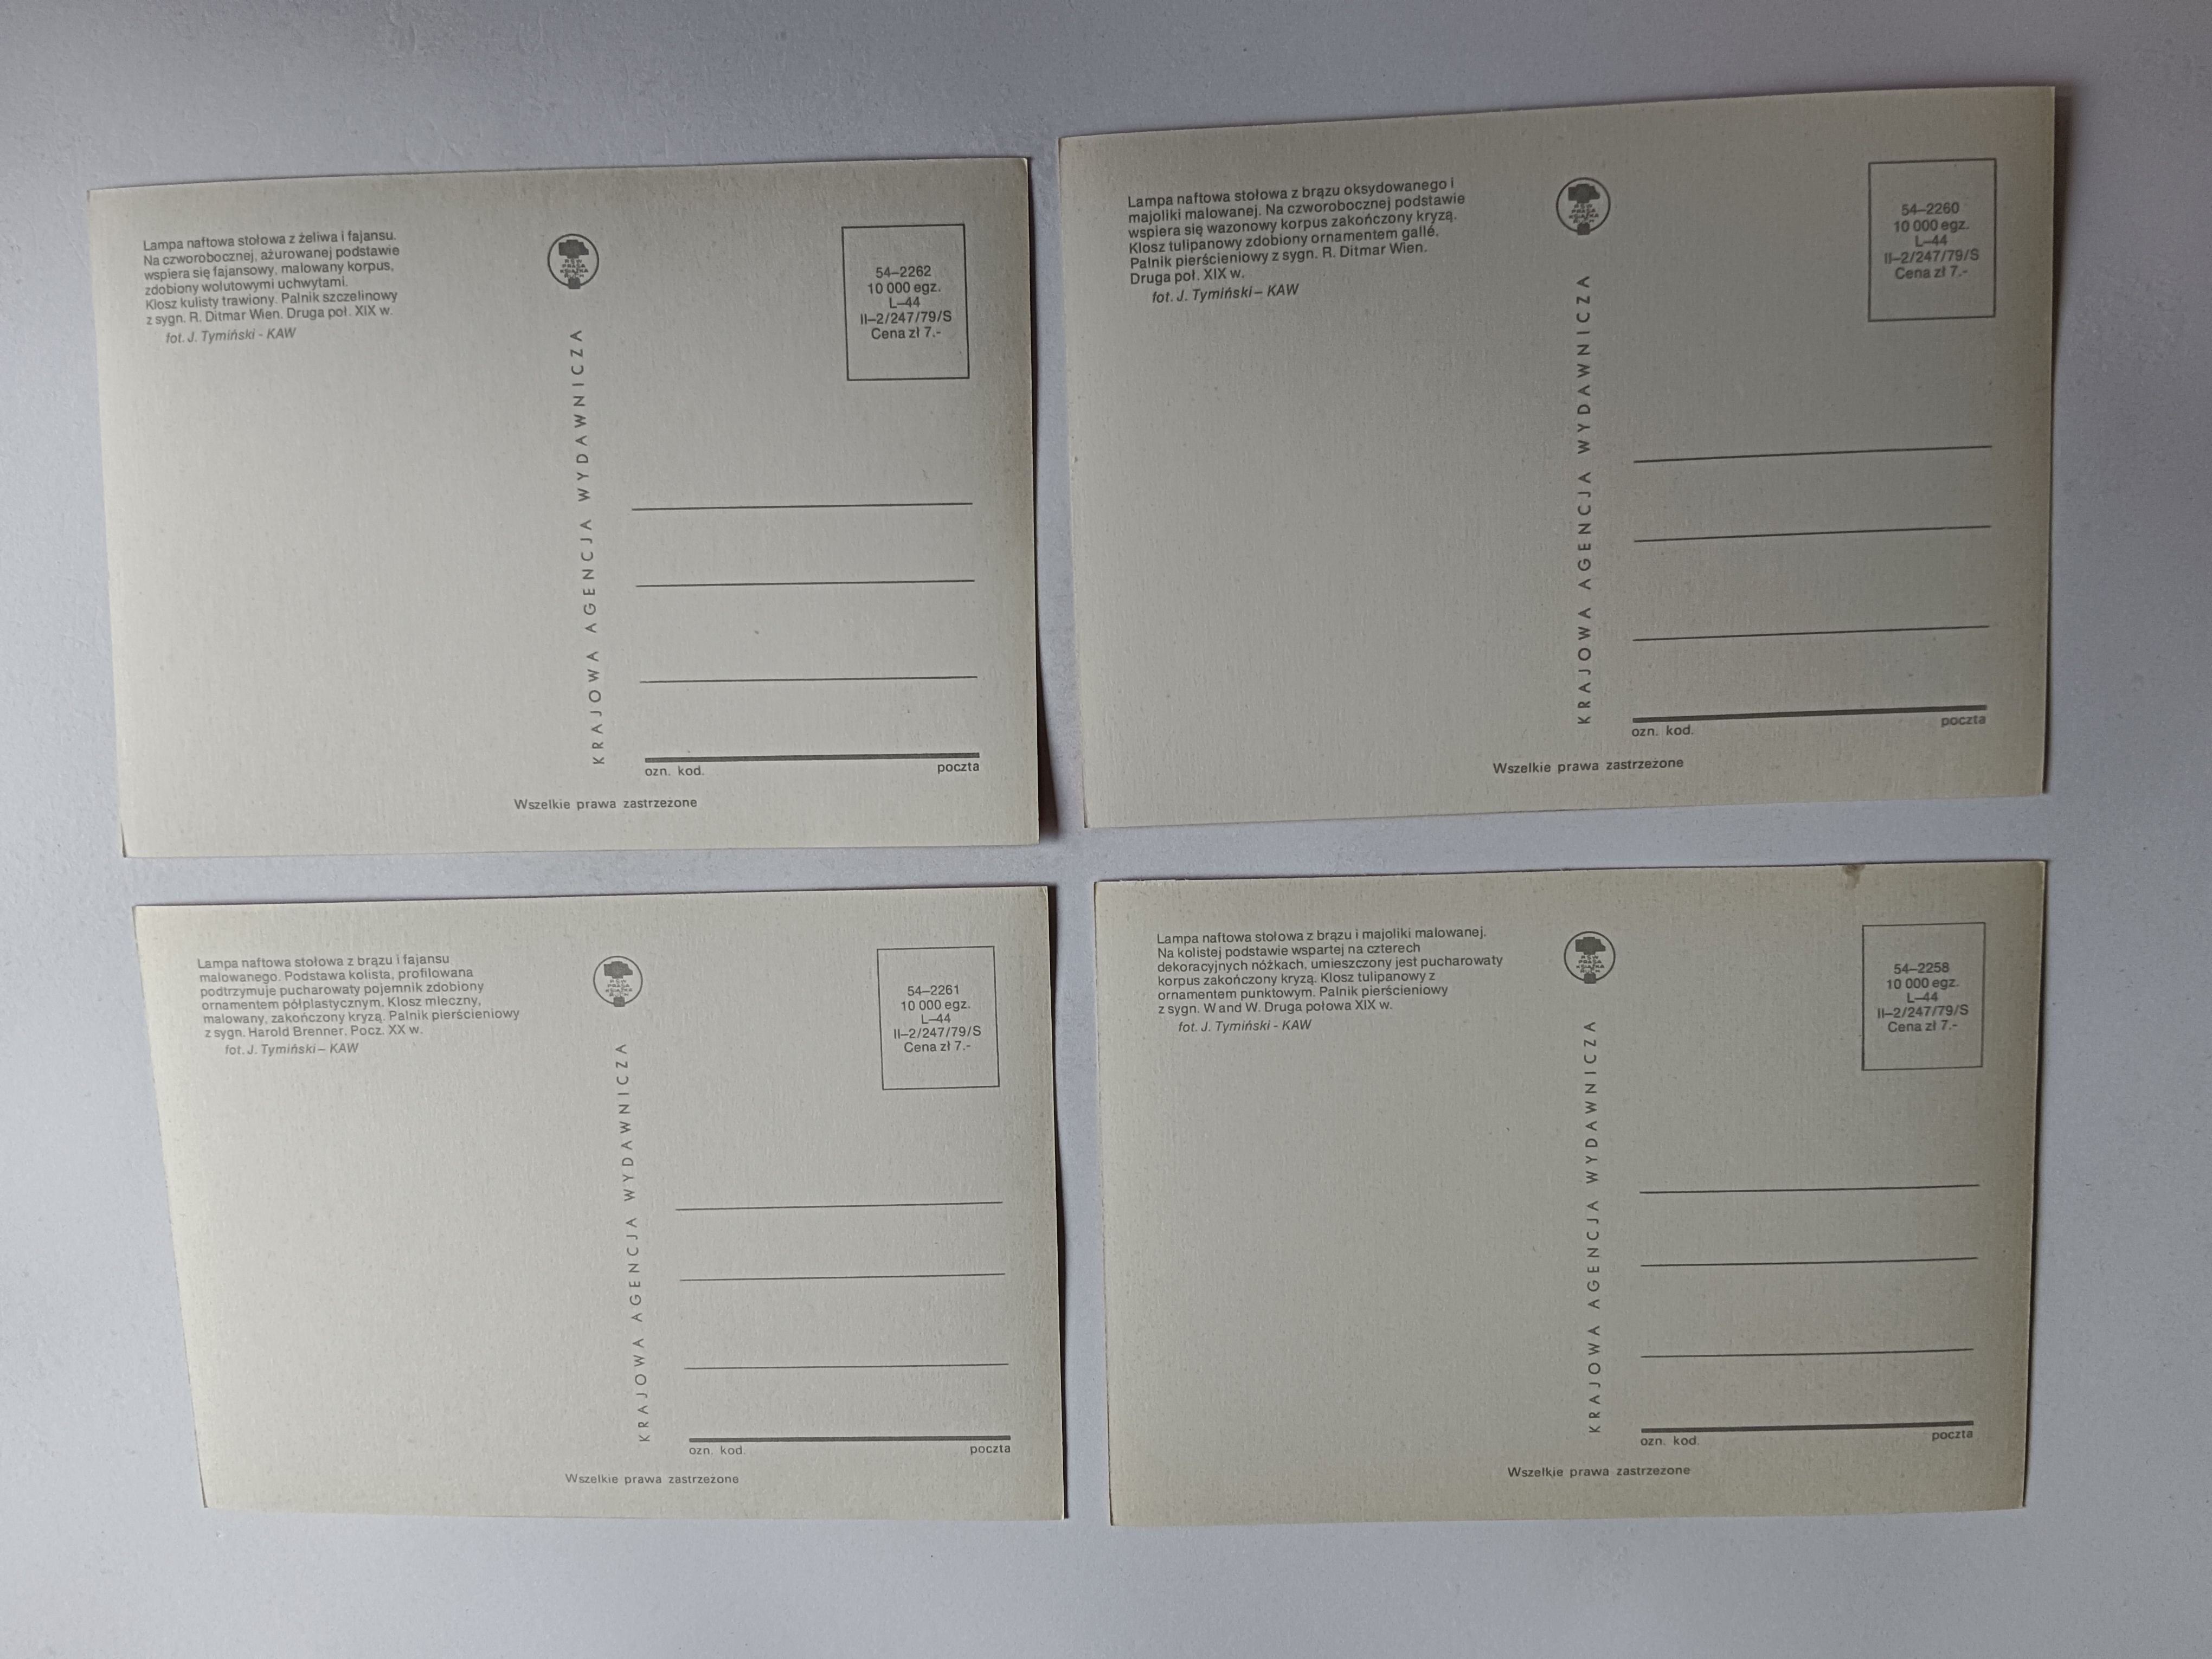 Lampa naftowa stołowa z żeliwa i fajansu.
Na czworobocznej, ażurowanej podstawie
wspiera się fajansowy, malowany korpus,
zdobiony wolutowymi uchwytami.
Klosz kulisty trawiony. Palnik szczelinowy
z sygn. R. Ditmar Wien. Druga poł. XIX w.
fot. J. Tymiński - KAW
KRAJOWA AGENCJA WYDAWNICZA
54–2262
10 000 egz.
L–44
II–2/247/79/S
Cena zł 7.-
ozn. kod.
poczta
Wszelkie prawa zastrzeżone
Lampa naftowa stołowa z brązu oksydowanego i
majoliki malowanej. Na czworobocznej podstawie
wspiera się wazonowy korpus zakończony kryzą.
Klosz tulipanowy zdobiony ornamentem gallé.
Palnik pierścieniowy z sygn. R. Ditmar Wien.
Druga poł. XIX w.
fot. J. Tymiński – KAW
KRAJOWA AGENCJA WYDAWNICZA
54–2260
10 000 egz.
L–44
II–2/247/79/S
Cena zł 7.-
ozn. kod.
poczta
Wszelkie prawa zastrzeżone
Lampa naftowa stołowa z brązu i fajansu
malowanego. Podstawa kolista, profilowana
podtrzymuje pucharowaty pojemnik zdobiony
ornamentem półplastycznym. Klosz mleczny,
malowany, zakończony kryzą. Palnik pierścieniowy
z sygn. Harold Brenner. Pocz. XX w.
fot. J. Tymiński – KAW
KRAJOWA AGENCJA WYDAWNICZA
54–2261
10 000 egz.
L–44
II–2/247/79/S
Cena zł 7.-
ozn. kod.
poczta
Wszelkie prawa zastrzeżone
Lampa naftowa stołowa z brązu i majoliki malowanej.
Na kolistej podstawie wspartej na czterech
dekoracyjnych nóżkach, umieszczony jest pucharowaty
korpus zakończony kryzą. Klosz tulipanowy z
ornamentem punktowym. Palnik pierścieniowy
z sygn. W and W. Druga połowa XIX w.
fot. J. Tymiński - KAW
KRAJOWA AGENCJA WYDAWNICZA
54–2258
10 000 egz.
L–44
II–2/247/79/S
Cena zł 7.-
ozn. kod.
poczta
Wszelkie prawa zastrzeżone